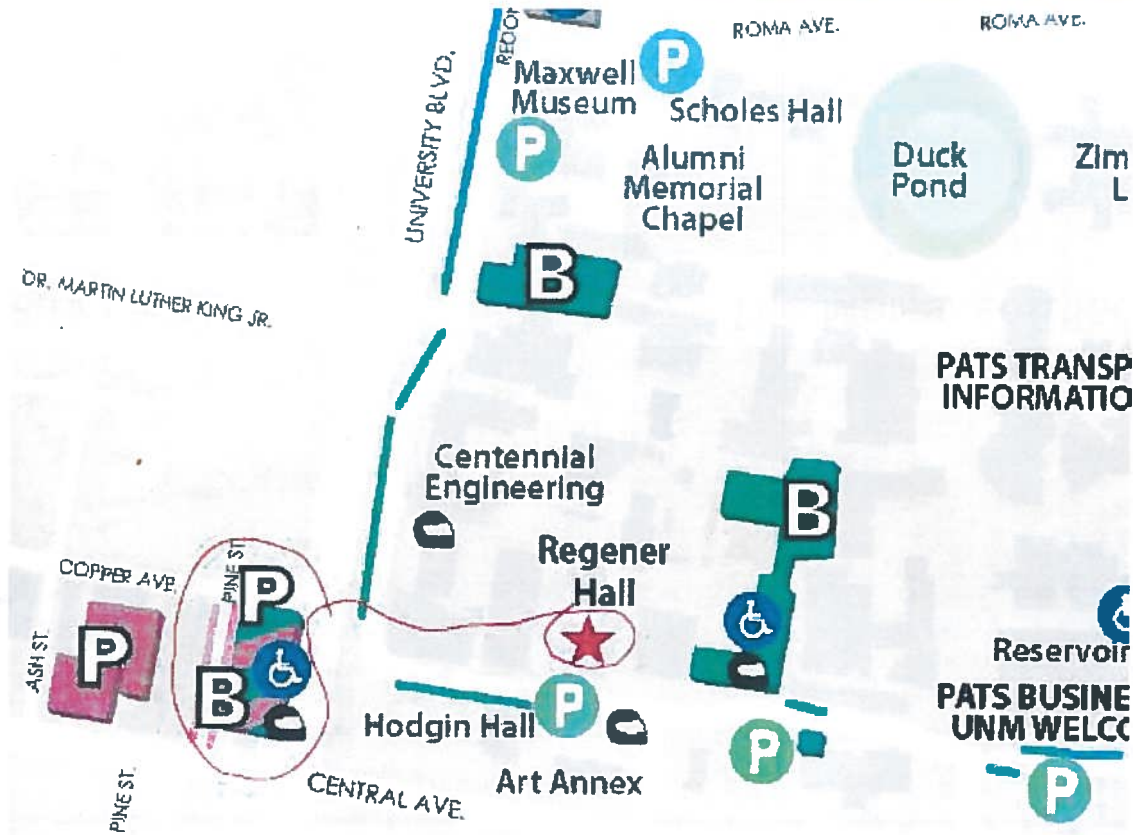 ROMA AVE.
ROMA AVE.
UNIVERSITY BLVD.
P
Maxwell
Museum
Scholes Hall
P
Alumni
Memorial
Chapel
Duck
Pond
B
DR. MARTIN LUTHER KING JR.
PATS TRANSP
INFORMATIO
Centennial
Engineering
B
Regener
Hall
COPPER AVE
PINE ST.
P
P
ASH ST.
B
Reservoir
PATS BUSINE
UNM WELCO
Hodgin Hall
P
P
P
Art Annex
CENTRAL AVE.
PINE ST.